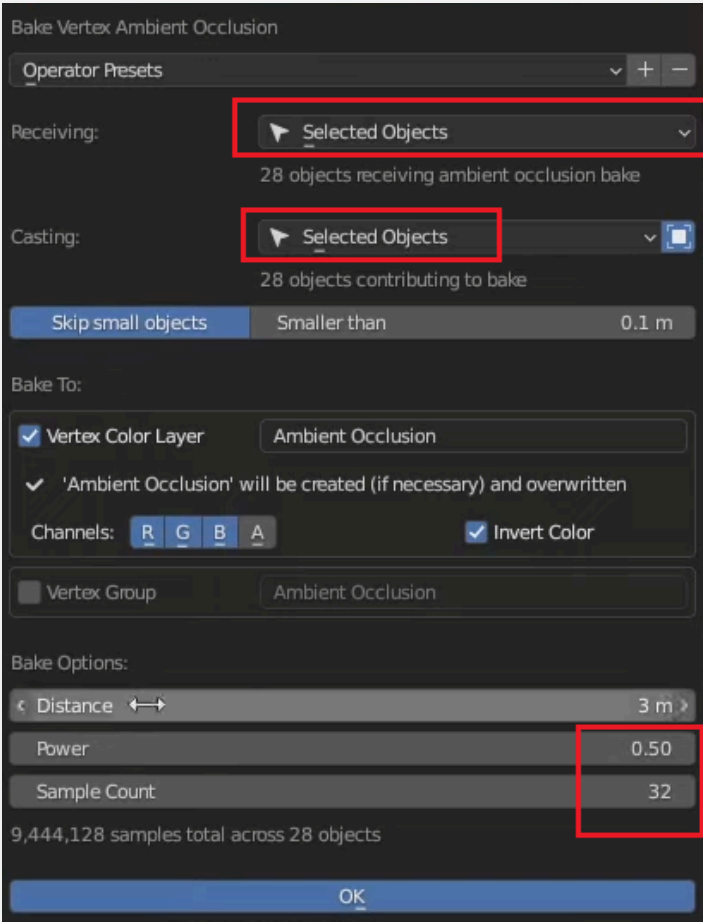 Bake Vertex Ambient Occlusion
Operator Presets
Receiving: Selected Objects
28 objects receiving ambient occlusion bake
Casting: Selected Objects
28 objects contributing to bake
Skip small objects Smaller than 0.1 m
Bake To:
Vertex Color Layer Ambient Occlusion
'Ambient Occlusion' will be created (if necessary) and overwritten
Channels: R G B A Invert Color
Vertex Group Ambient Occlusion
Bake Options:
Distance 3 m
Power 0.50
Sample Count 32
9,444,128 samples total across 28 objects
OK